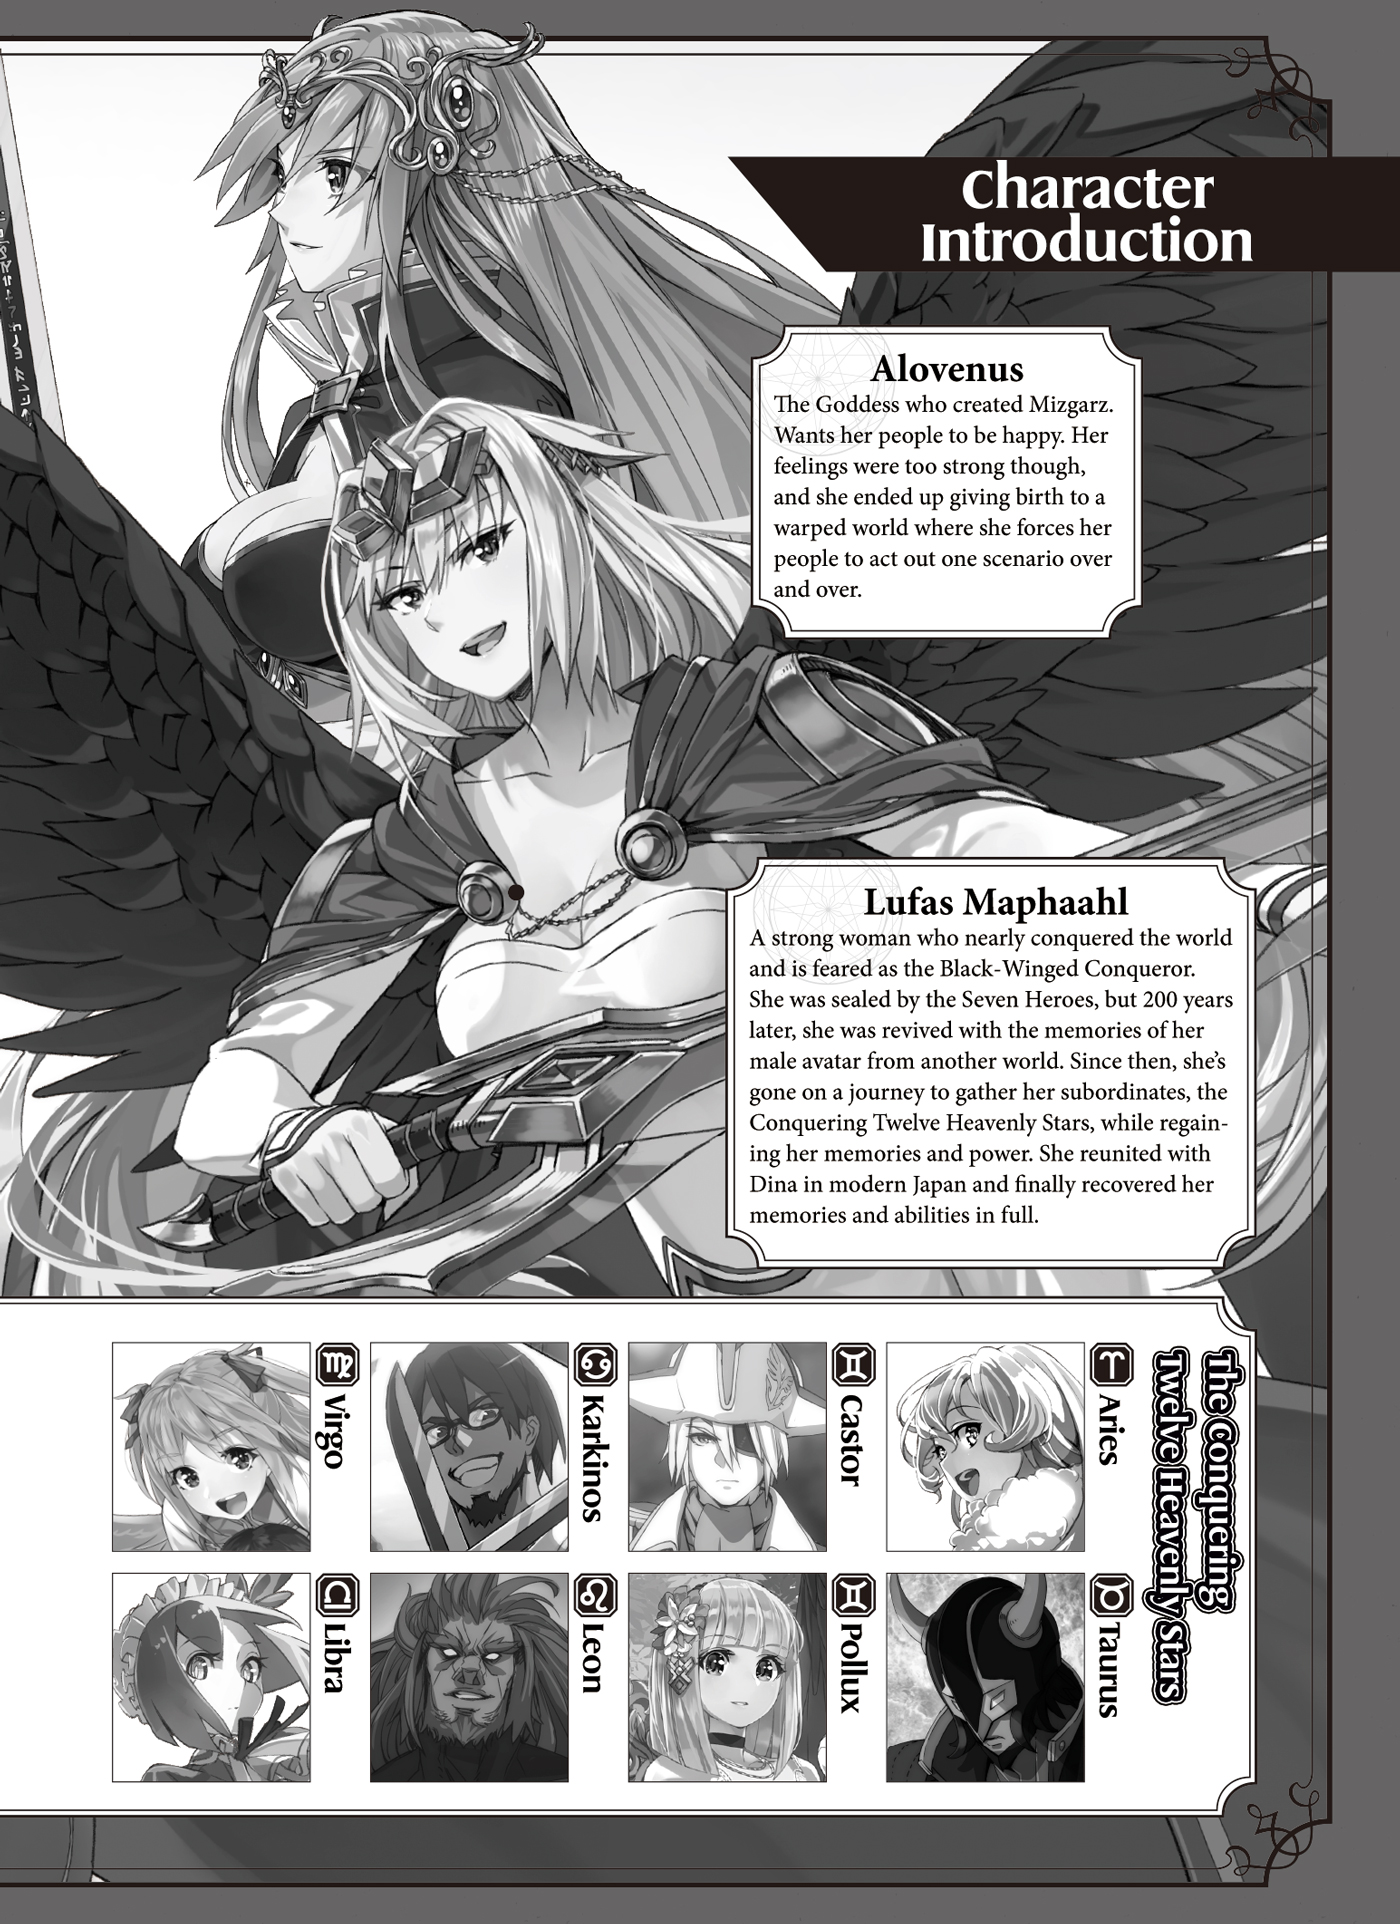 Character
Introduction
Alovenus
The Goddess who created Mizgarz.
Wants her people to be happy. Her
feelings were too strong though,
and she ended up giving birth to a
warped world where she forces her
people to act out one scenario over
and over.
Lufas Maphaahl
A strong woman who nearly conquered the world
and is feared as the Black-Winged Conqueror.
She was sealed by the Seven Heroes, but 200 years
later, she was revived with the memories of her
male avatar from another world. Since then, she's
gone on a journey to gather her subordinates, the
Conquering Twelve Heavenly Stars, while regain-
ing her memories and power. She reunited with
Dina in modern Japan and finally recovered her
memories and abilities in full.
The Conquering
Twelve Heavenly Stars
Aries
Taurus
Castor
Pollux
Karkinos
Leon
Virgo
Libra